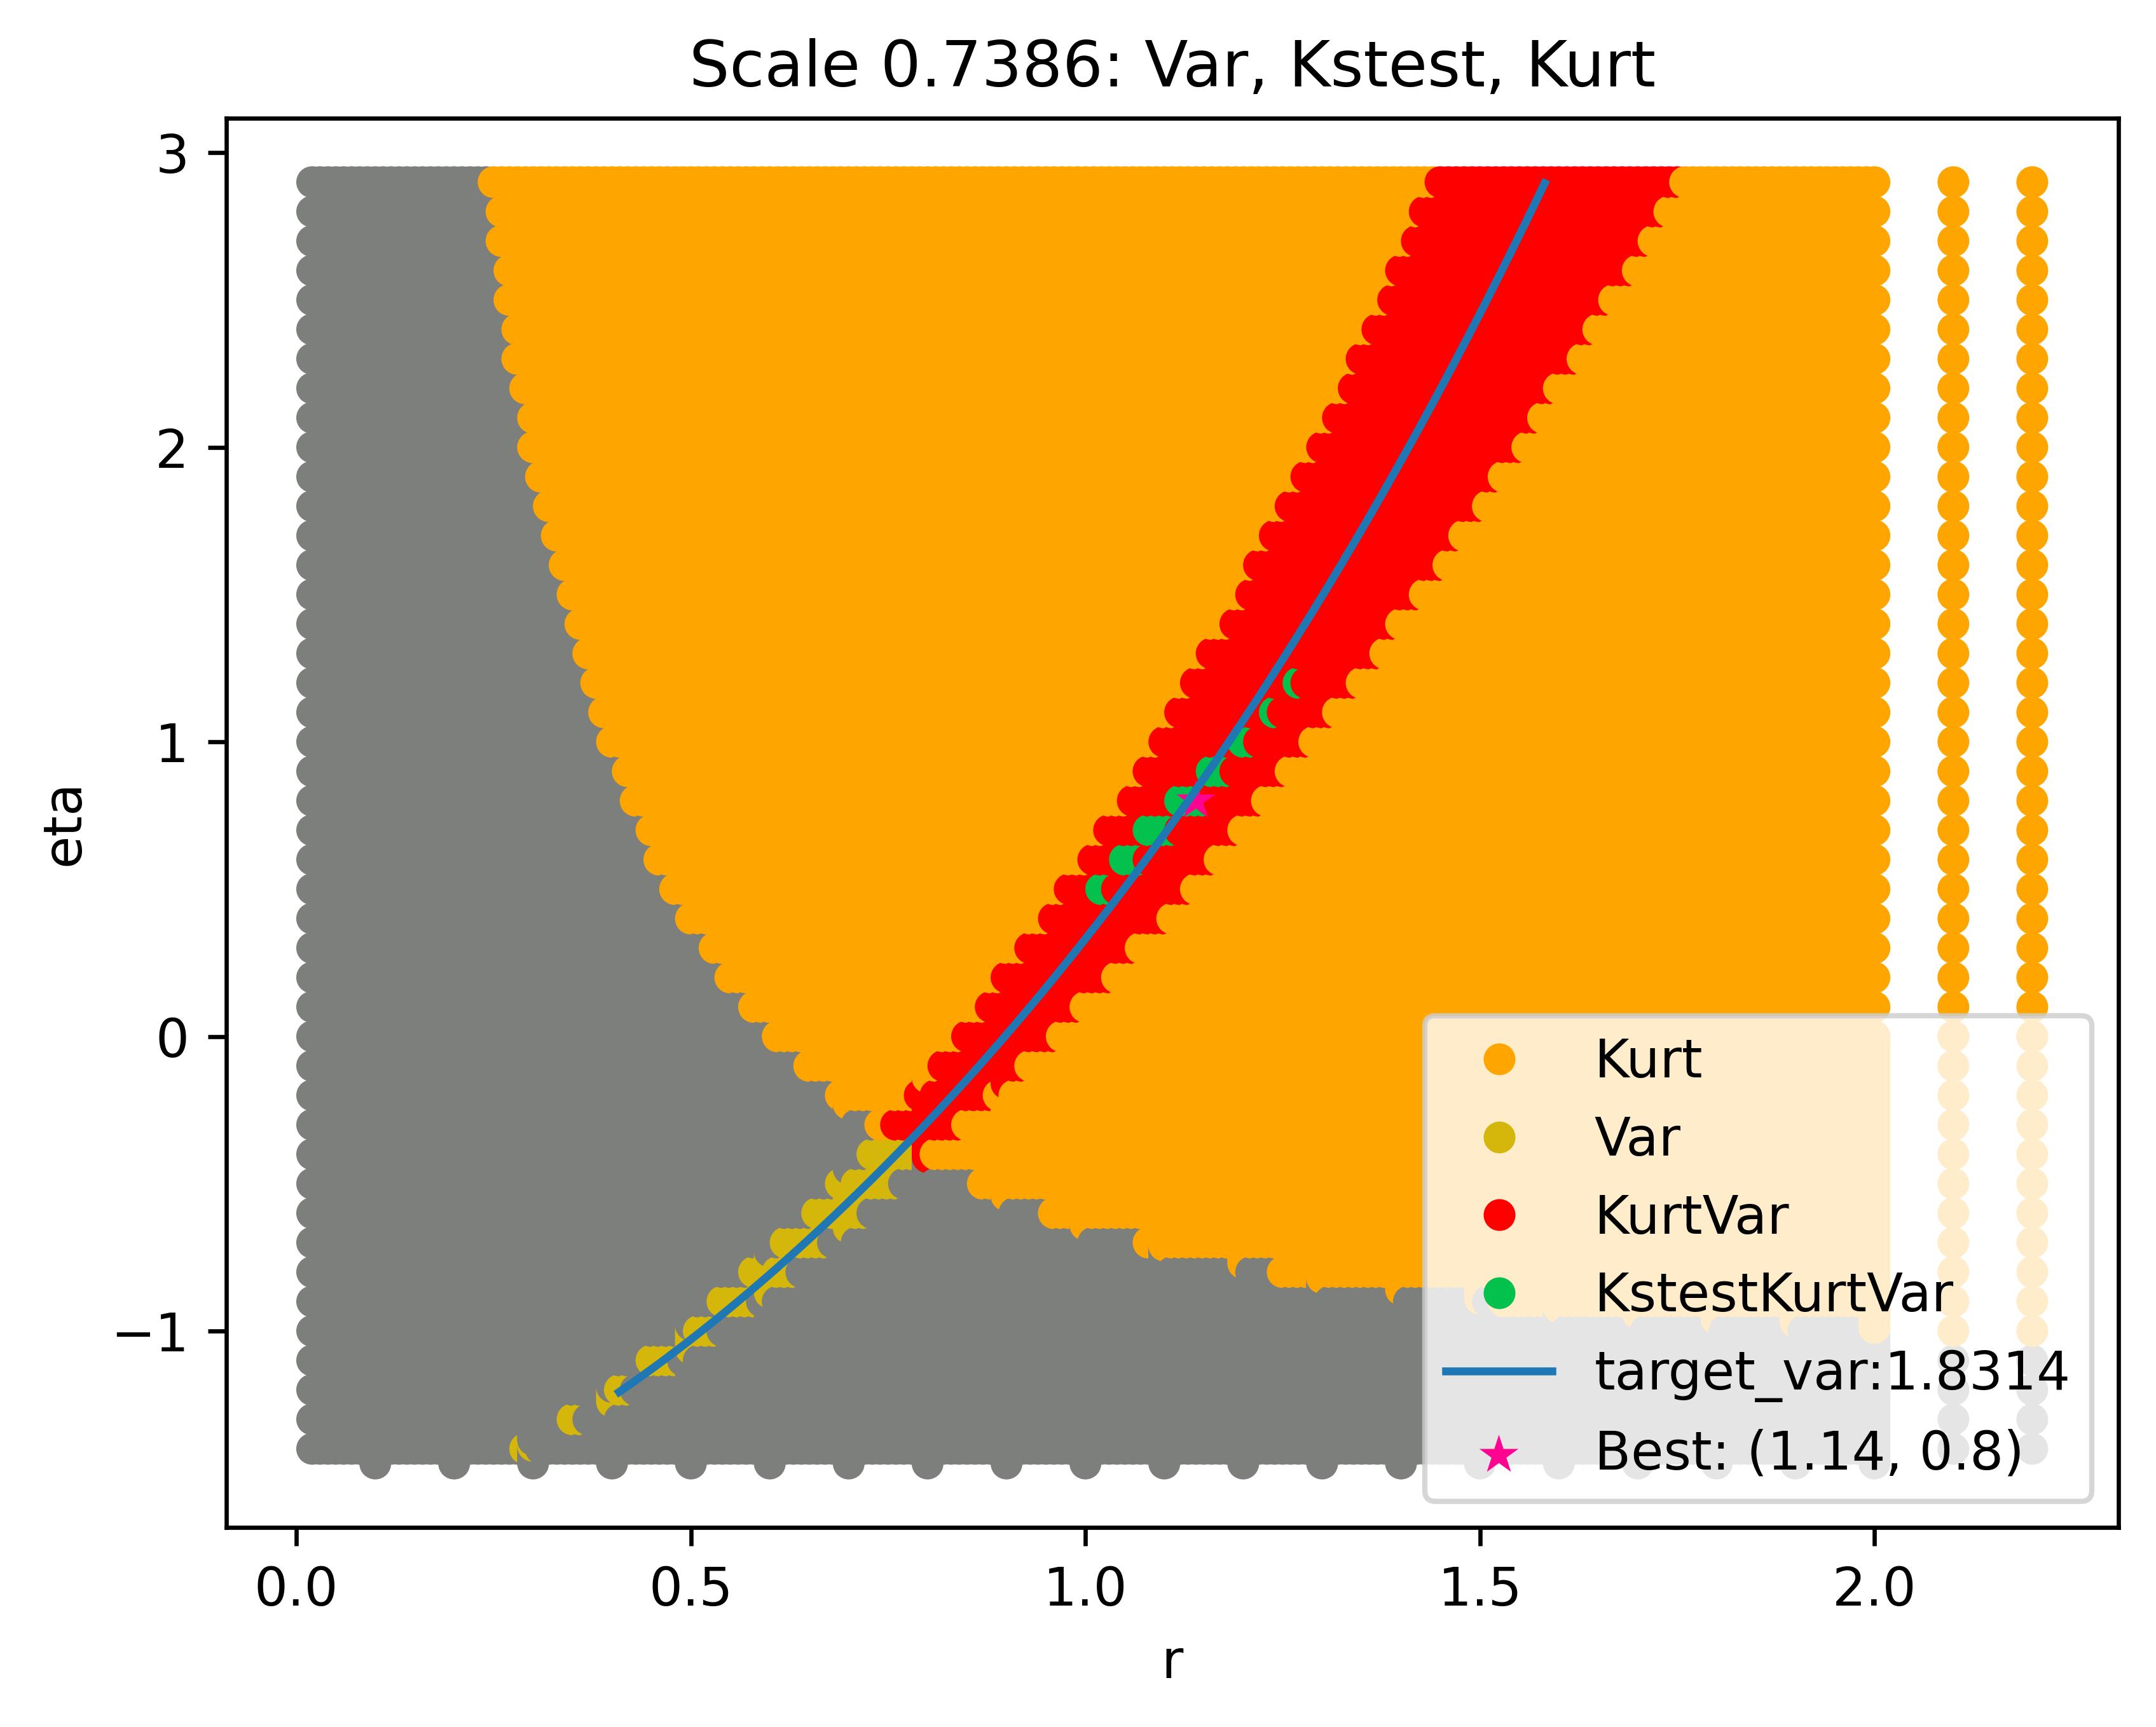 Scale 0.7386: Var, Kstest, Kurt
3
2
1
0
−1
eta
Kurt
Var
KurtVar
KstestKurtVar
target_var:1.8314
Best: (1.14, 0.8)
0.0 0.5 1.0 1.5 2.0
r